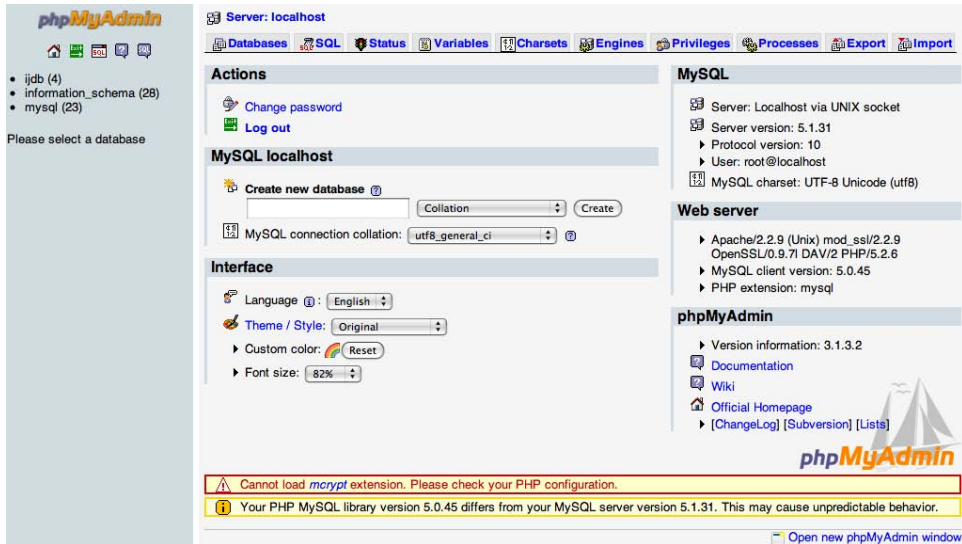 phpMyAdmin
ijdb (4)
information_schema (28)
mysql (23)
Please select a database
Server: localhost
Databases SQL Status Variables Charsets Engines Privileges Processes Export Import
Actions
Change password
Log out
MySQL localhost
Create new database
Collation Create
MySQL connection collation: utf8_general_ci
Interface
Language : English
Theme / Style: Original
Custom color: Reset
Font size: 82%
MySQL
Server: Localhost via UNIX socket
Server version: 5.1.31
Protocol version: 10
User: root@localhost
MySQL charset: UTF-8 Unicode (utf8)
Web server
Apache/2.2.9 (Unix) mod_ssl/2.2.9
OpenSSL/0.9.7l DAV/2 PHP/5.2.6
MySQL client version: 5.0.45
PHP extension: mysql
phpMyAdmin
Version information: 3.1.3.2
Documentation
Wiki
Official Homepage
[ChangeLog] [Subversion] [Lists]
phpMyAdmin
Cannot load mcrypt extension. Please check your PHP configuration.
Your PHP MySQL library version 5.0.45 differs from your MySQL server version 5.1.31. This may cause unpredictable behavior.
Open new phpMyAdmin window